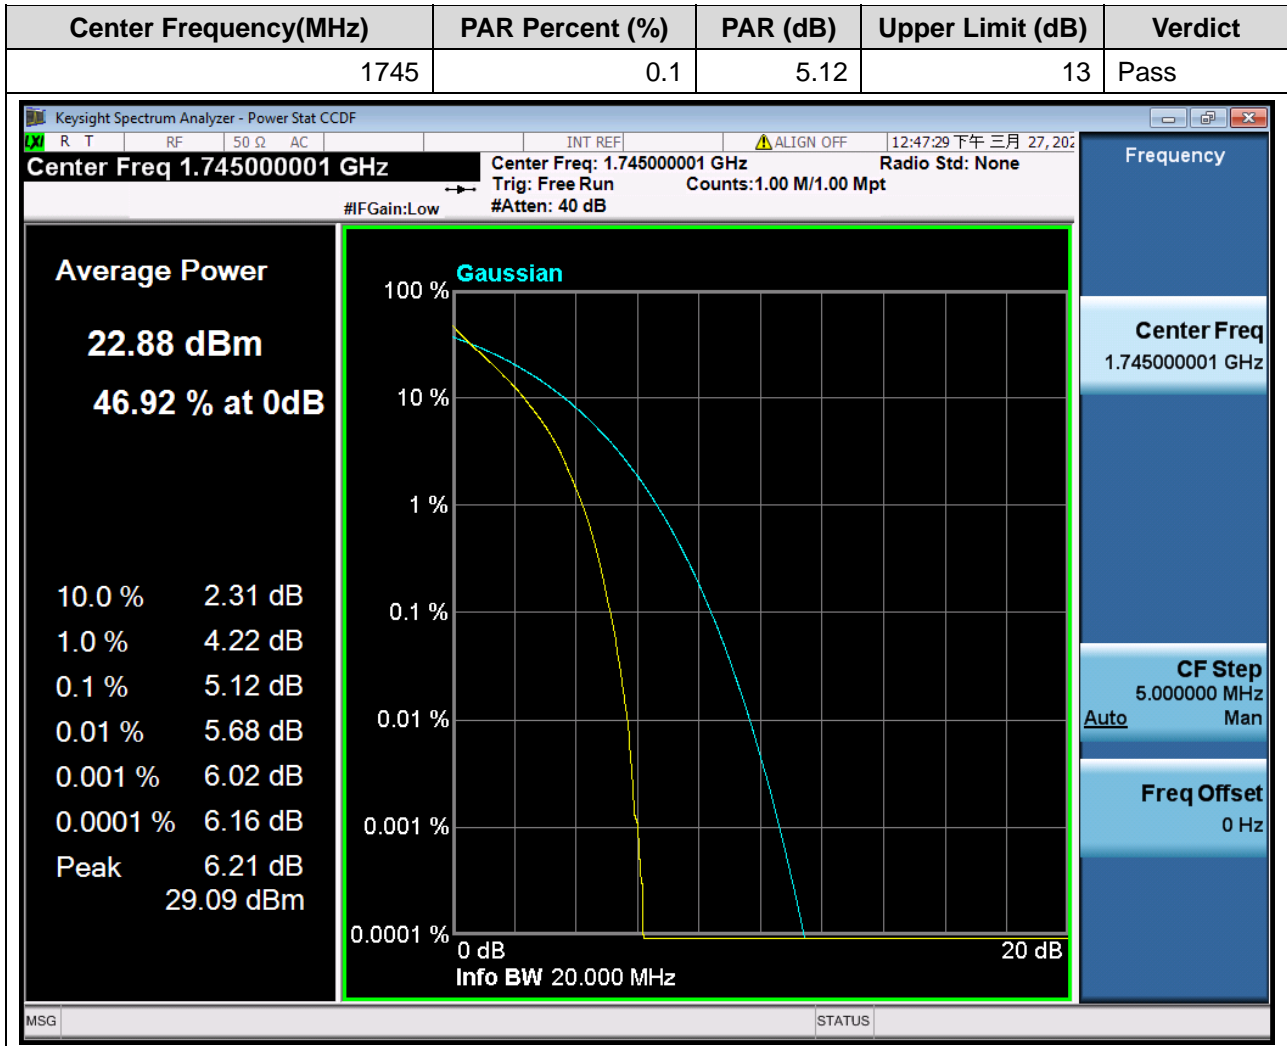 Center Frequency(MHz) PAR Percent (%) PAR (dB) Upper Limit (dB) Verdict
1745 0.1 5.12 13 Pass
Keysight Spectrum Analyzer - Power Stat CCDF
LXI R T RF 50 Ω AC INT REF ALIGN OFF 12:47:29 下午 三月 27, 202
Center Freq 1.745000001 GHz
Center Freq: 1.745000001 GHz Radio Std: None
Trig: Free Run Counts:1.00 M/1.00 Mpt
#IFGain:Low #Atten: 40 dB
Average Power
22.88 dBm
46.92 % at 0dB
10.0 % 2.31 dB
1.0 % 4.22 dB
0.1 % 5.12 dB
0.01 % 5.68 dB
0.001 % 6.02 dB
0.0001 % 6.16 dB
Peak 6.21 dB
29.09 dBm
Gaussian
100 %
10 %
1 %
0.1 %
0.01 %
0.001 %
0.0001 %
0 dB 20 dB
Info BW 20.000 MHz
Frequency
Center Freq
1.745000001 GHz
CF Step
5.000000 MHz
Auto Man
Freq Offset
0 Hz
MSG STATUS